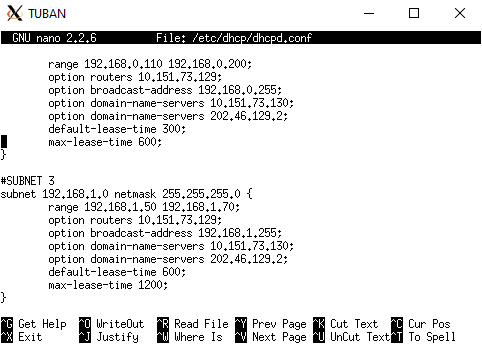 TUBAN
GNU nano 2.2.6 File: /etc/dhcp/dhcpd.conf
range 192.168.0.110 192.168.0.200;
option routers 10.151.73.129;
option broadcast-address 192.168.0.255;
option domain-name-servers 10.151.73.130;
option domain-name-servers 202.46.129.2;
default-lease-time 300;
max-lease-time 600;
}
#SUBNET 3
subnet 192.168.1.0 netmask 255.255.255.0 {
range 192.168.1.50 192.168.1.70;
option routers 10.151.73.129;
option broadcast-address 192.168.1.255;
option domain-name-servers 10.151.73.130;
option domain-name-servers 202.46.129.2;
default-lease-time 600;
max-lease-time 1200;
}
^G Get Help ^O WriteOut ^R Read File ^Y Prev Page ^K Cut Text ^C Cur Pos
^X Exit ^J Justify ^W Where Is ^V Next Page ^U UnCut Text ^T To Spell